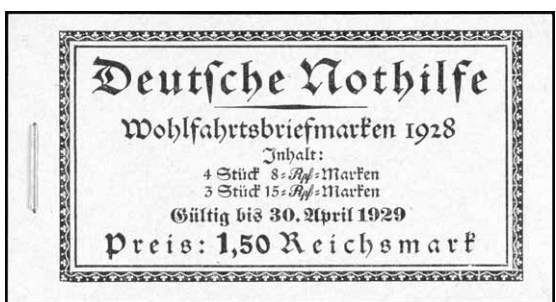 Deutsche Nothilfe
Wohlfahrtsbriefmarken 1928
Inhalt:
4 Stück 8=Rpf=Marken
3 Stück 15=Rpf=Marken
Gültig bis 30. April 1929
Preis: 1,50 Reichsmark